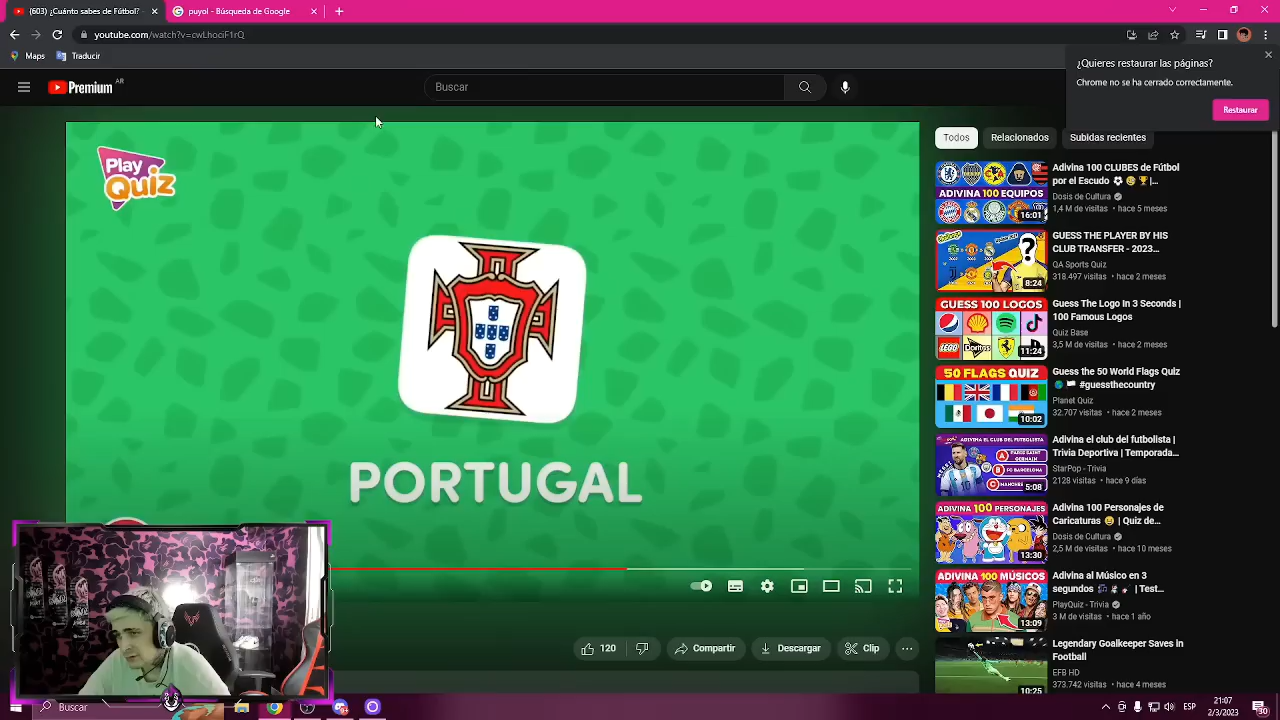 (603) ¿Cuánto sabes de Fútbol? -
puyol - Búsqueda de Google
youtube.com/watch?v=cwLhociF1rQ
Maps
Traducir
¿Quieres restaurar las páginas?
Chrome no se ha cerrado correctamente.
Restaurar
Premium AR
Buscar
Todos
Relacionados
Subidas recientes
Play
Quiz
PORTUGAL
ADIVINA 100 EQUIPOS
16:01
Adivina 100 CLUBES de Fútbol
por el Escudo ⚽ 🤔 🏆 |...
Dosis de Cultura
1,4 M de visitas • hace 5 meses
8:24
GUESS THE PLAYER BY HIS
CLUB TRANSFER - 2023...
QA Sports Quiz
318.497 visitas • hace 2 meses
GUESS 100 LOGOS
LEGO
Doritos
11:24
Guess The Logo In 3 Seconds |
100 Famous Logos
Quiz Base
3,5 M de visitas • hace 2 meses
50 FLAGS QUIZ
10:02
Guess the 50 World Flags Quiz
#guessthecountry
Planet Quiz
32.707 visitas • hace 2 meses
5:08
Adivina el club del futbolista |
Trivia Deportiva | Temporada...
StarPop - Trivia
2128 visitas • hace 9 días
ADIVINA 100 PERSONAJES
13:30
Adivina 100 Personajes de
Caricaturas 🤔 | Quiz de...
Dosis de Cultura
2,5 M de visitas • hace 10 meses
ADIVINA 100 MUSICOS
13:09
Adivina al Músico en 3
segundos | Test...
PlayQuiz - Trivia
3 M de visitas • hace 1 año
10:25
Legendary Goalkeeper Saves In
Football
EFB HD
373.742 visitas • hace 4 meses
120
Compartir
Descargar
Clip
Buscar
ESP
21:07
2/3/2023
30